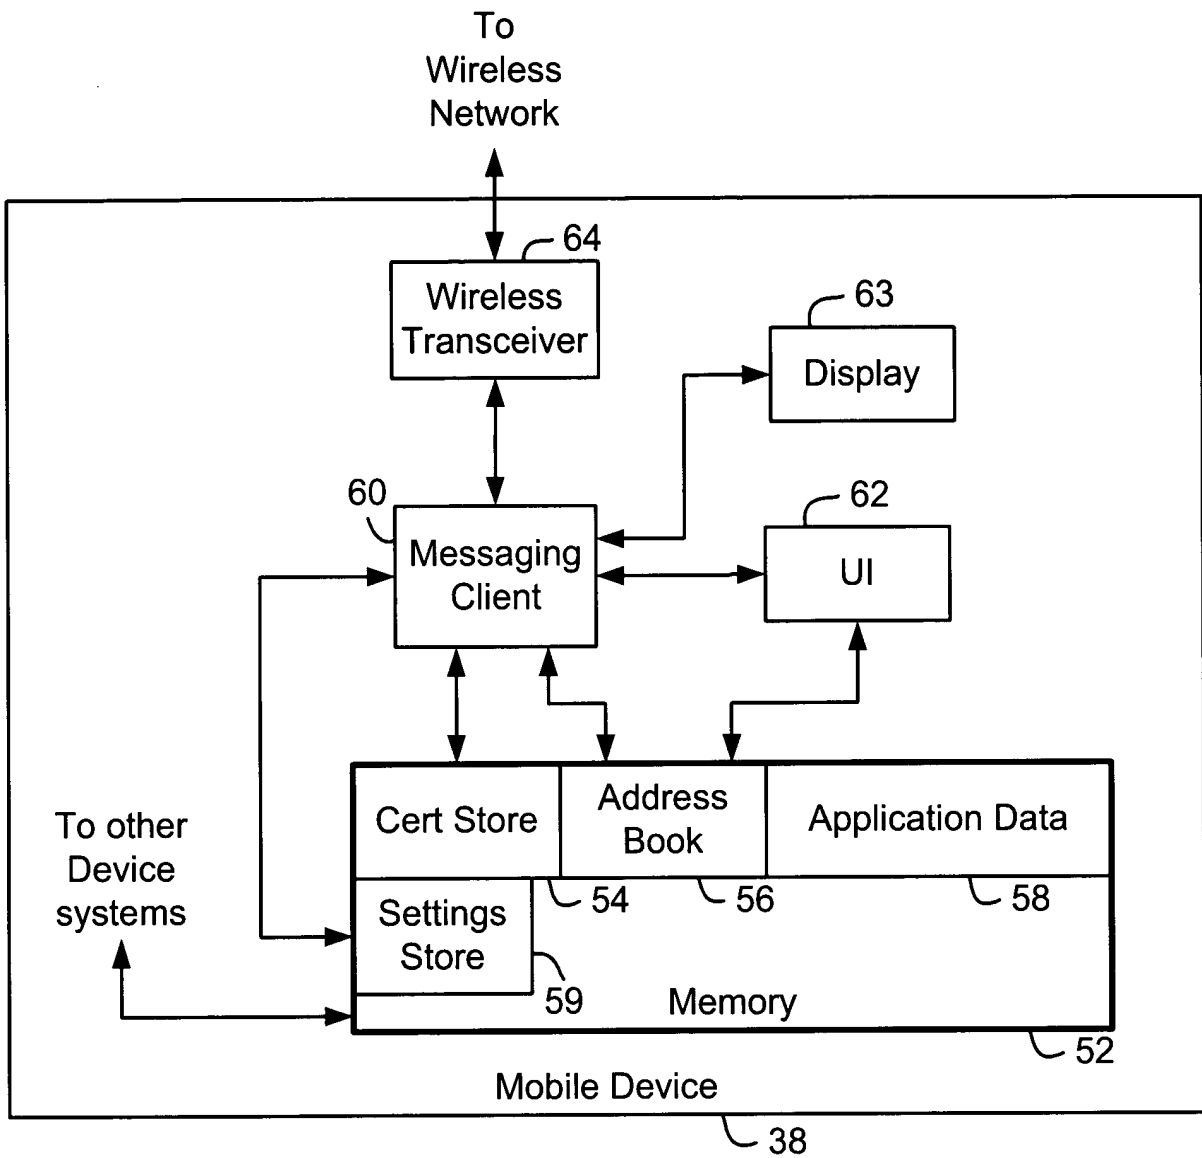 To
Wireless
Network
64
Wireless
Transceiver
63
Display
60
Messaging
Client
62
UI
Cert Store
Address
Book
Application Data
To other
Device
systems
54
56
58
Settings
Store
59
Memory
52
Mobile Device
38